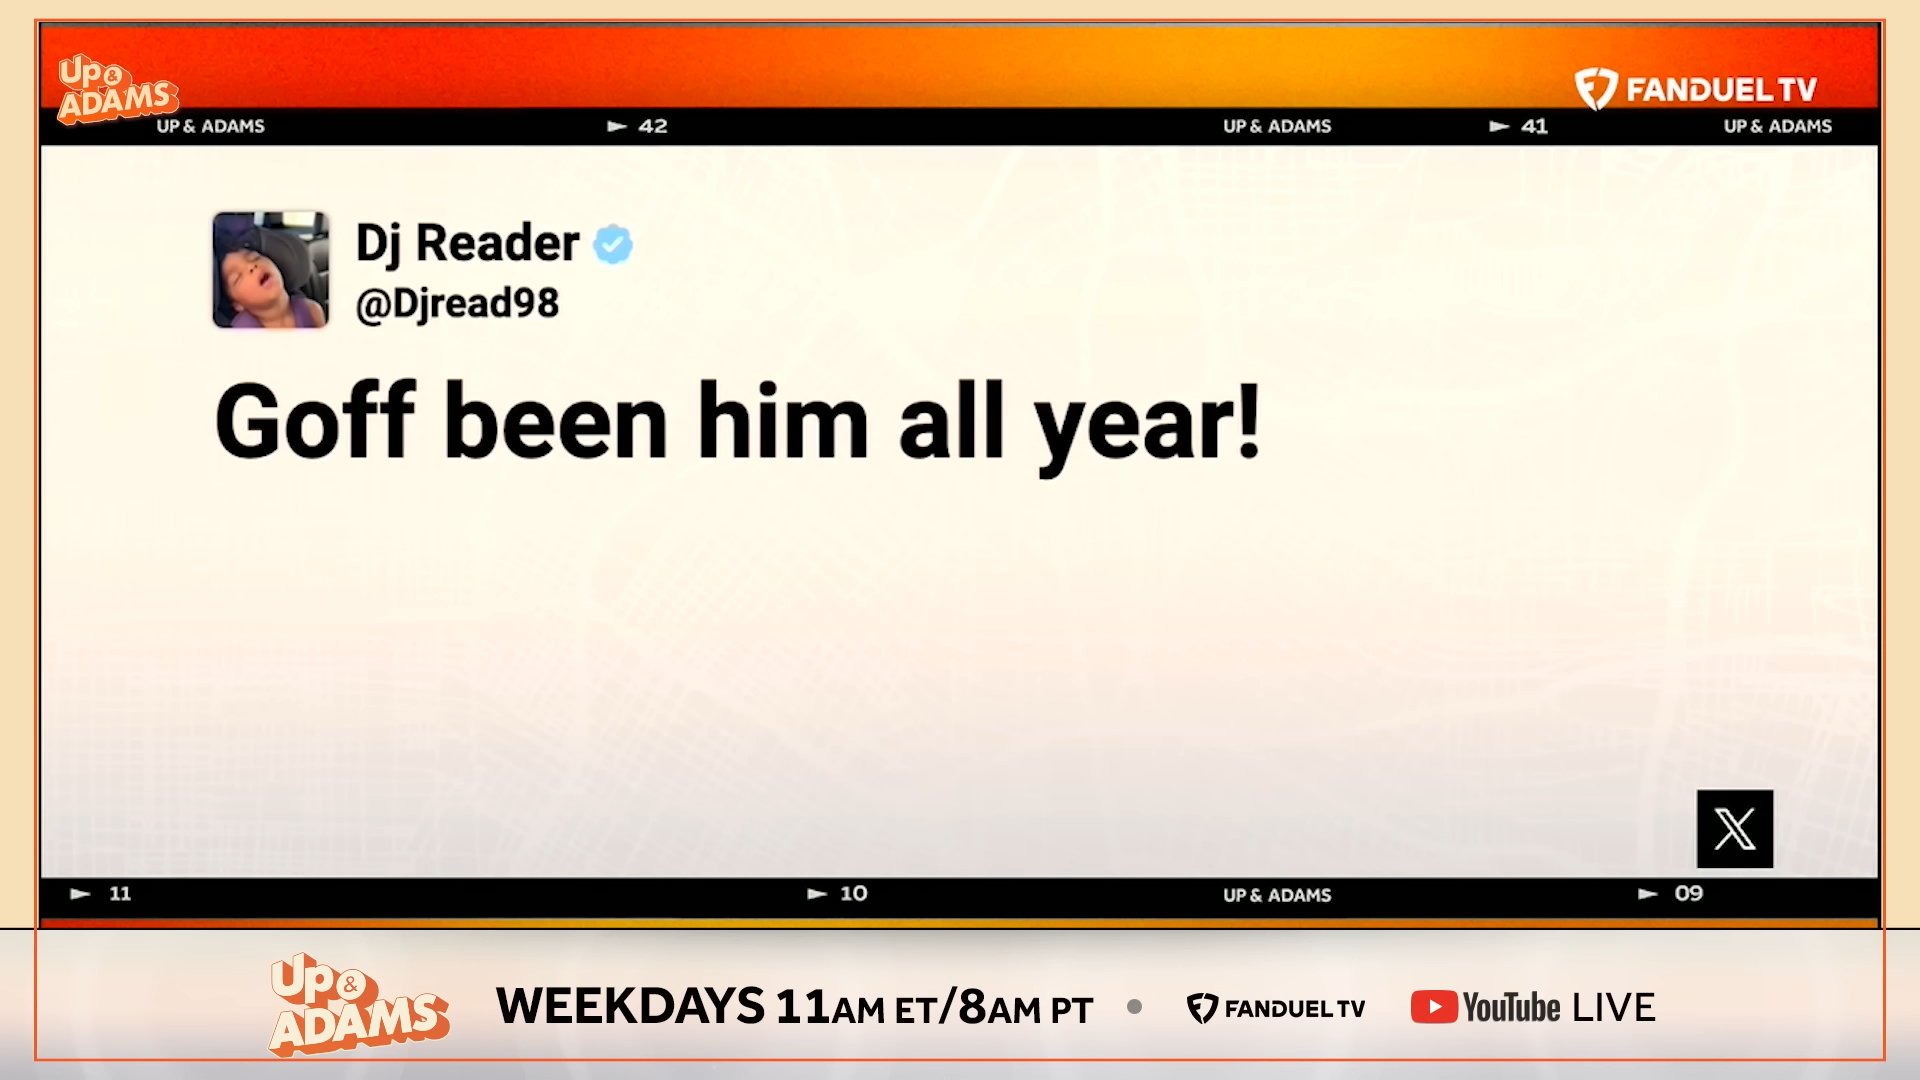 Up &
ADAMS
FANDUEL TV
UP & ADAMS
42
UP & ADAMS
41
UP & ADAMS
Dj Reader
@Djread98
Goff been him all year!
X
11
10
UP & ADAMS
09
Up &
ADAMS
WEEKDAYS 11AM ET/8AM PT • FANDUEL TV YouTube LIVE